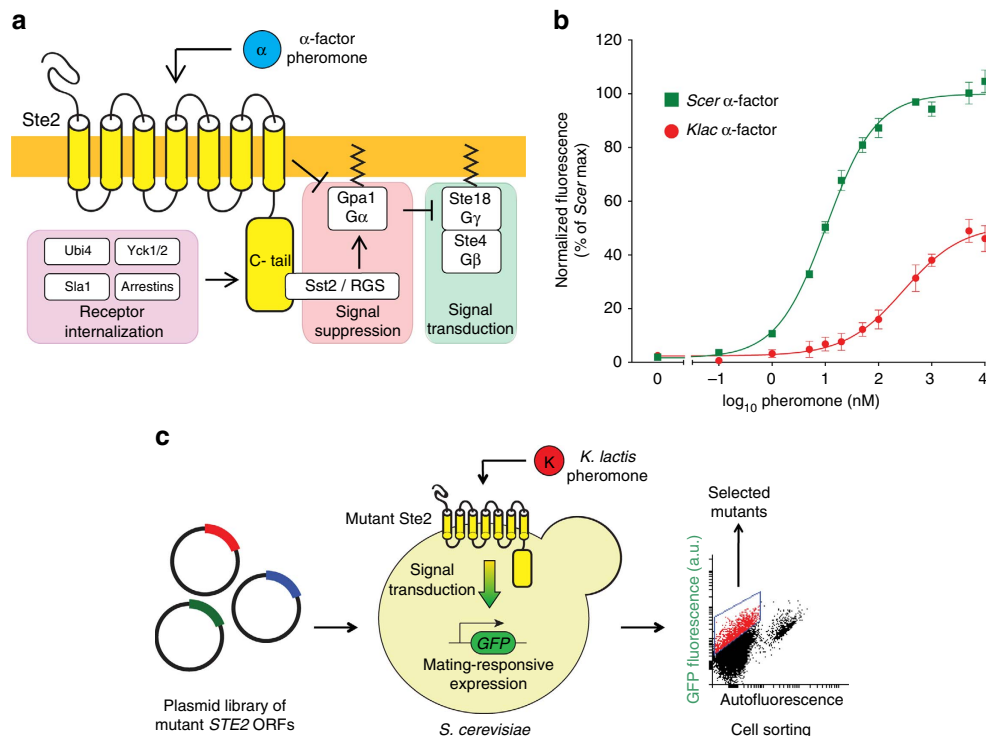 a
α
α-factor
pheromone
Ste2
Gpa1
Gα
Ste18
Gγ
Ste4
Gβ
C- tail
Ubi4
Yck1/2
Sla1
Arrestins
Receptor
internalization
Sst2 / RGS
Signal
suppression
Signal
transduction
b
Normalized fluorescence
(% of Scer max)
120
100
80
60
40
20
0
Scer α-factor
Klac α-factor
0
−1
0
1
2
3
4
log10 pheromone (nM)
c
K
K. lactis
pheromone
Mutant Ste2
Signal
transduction
GFP
Mating-responsive
expression
Plasmid library of
mutant STE2 ORFs
S. cerevisiae
Selected
mutants
GFP fluorescence (a.u.)
Autofluorescence
Cell sorting